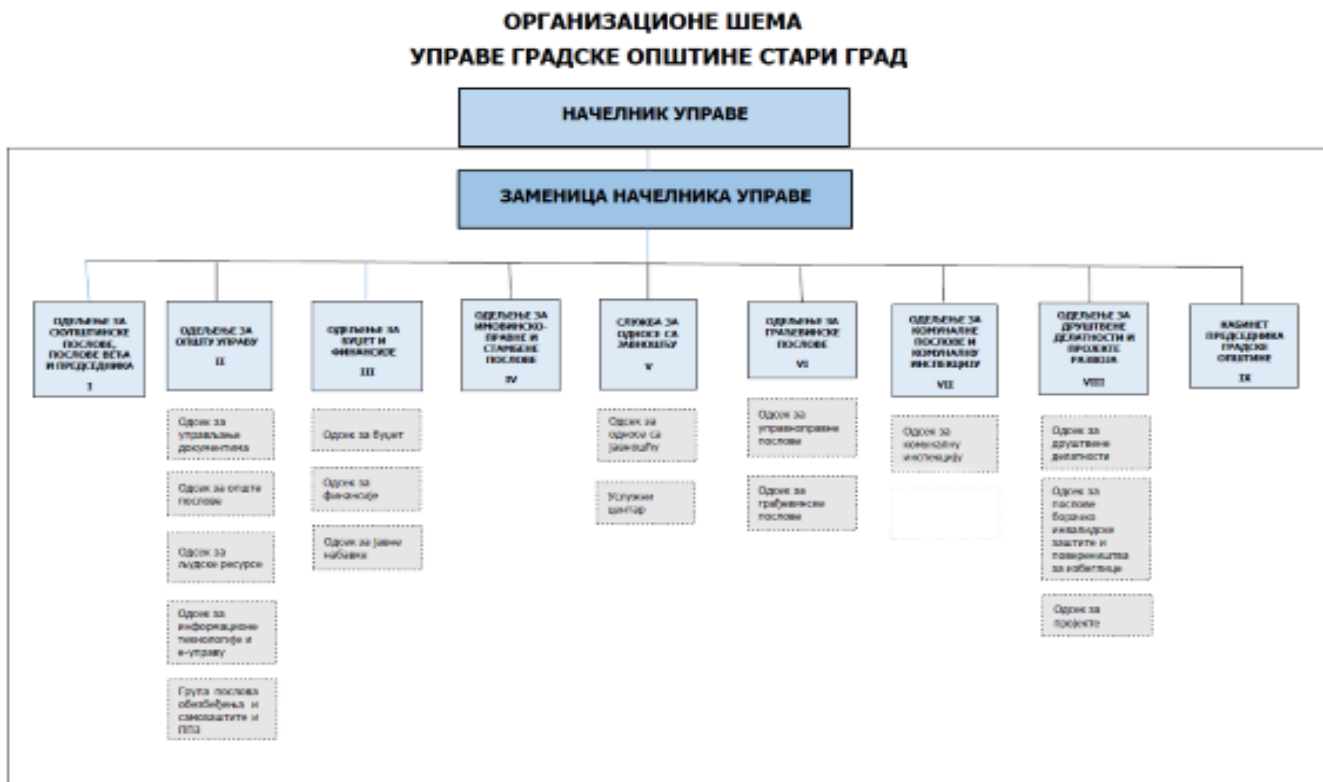 ОРГАНИЗАЦИОНЕ ШЕМА
УПРАВЕ ГРАДСКЕ ОПШТИНЕ СТАРИ ГРАД
НАЧЕЛНИК УПРАВЕ
ЗАМЕНИЦА НАЧЕЛНИКА УПРАВЕ
ОДЕЉЕЊЕ ЗА
СКУПШТИНСКЕ
ПОСЛОВЕ,
ПОСЛОВЕ ВЕЋА
И ПРЕДСЕДНИКА
I
ОДЕЉЕЊЕ ЗА
ОПШТУ УПРАВУ
II
Одсек за
управљање
документима
Одсек за опште
послове
Одсек за
људске ресурсе
Одсек за
информационе
технологије и
е-управу
Група послова
обезбеђења и
самозаштите и
ППЗ
ОДЕЉЕЊЕ ЗА
БУЏЕТ И
ФИНАНСИЈЕ
III
Одсек за буџет
Одсек за
финансије
Одсек за јавне
набавке
ОДЕЉЕЊЕ ЗА
ИМОВИНСКО-
ПРАВНЕ И
СТАМБЕНЕ
ПОСЛОВЕ
IV
СЛУЖБА ЗА
ОДНОСЕ СА
ЈАВНОШЋУ
V
Одсек за
односе са
јавношћу
Услужни
центар
ОДЕЉЕЊЕ ЗА
ГРАЂЕВИНСКЕ
ПОСЛОВЕ
VI
Одсек за
управноправне
послове
Одсек за
грађевинске
послове
ОДЕЉЕЊЕ ЗА
КОМУНАЛНЕ
ПОСЛОВЕ И
КОМУНАЛНУ
ИНСПЕКЦИЈУ
VII
Одсек за
комуналну
инспекцију
ОДЕЉЕЊЕ ЗА
ДРУШТВЕНЕ
ДЕЛАТНОСТИ И
ПРОЈЕКТЕ
РАЗВОЈА
VIII
Одсек за
друштвене
делатности
Одсек за
послове
борачко
инвалидске
заштите и
повереништва
за избеглице
Одсек за
пројекте
КАБИНЕТ
ПРЕДСЕДНИКА
ГРАДСКЕ
ОПШТИНЕ
IX